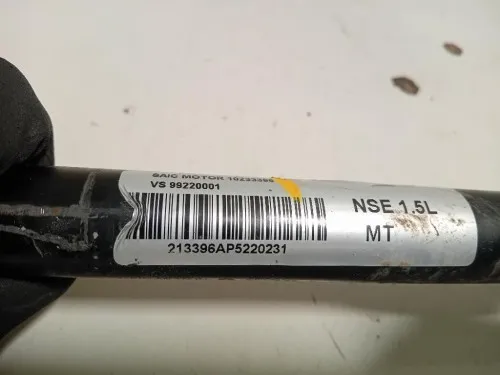 SAIC MOTOR
VS 99220001
213396AP5220231
NSE 1.5L
MT